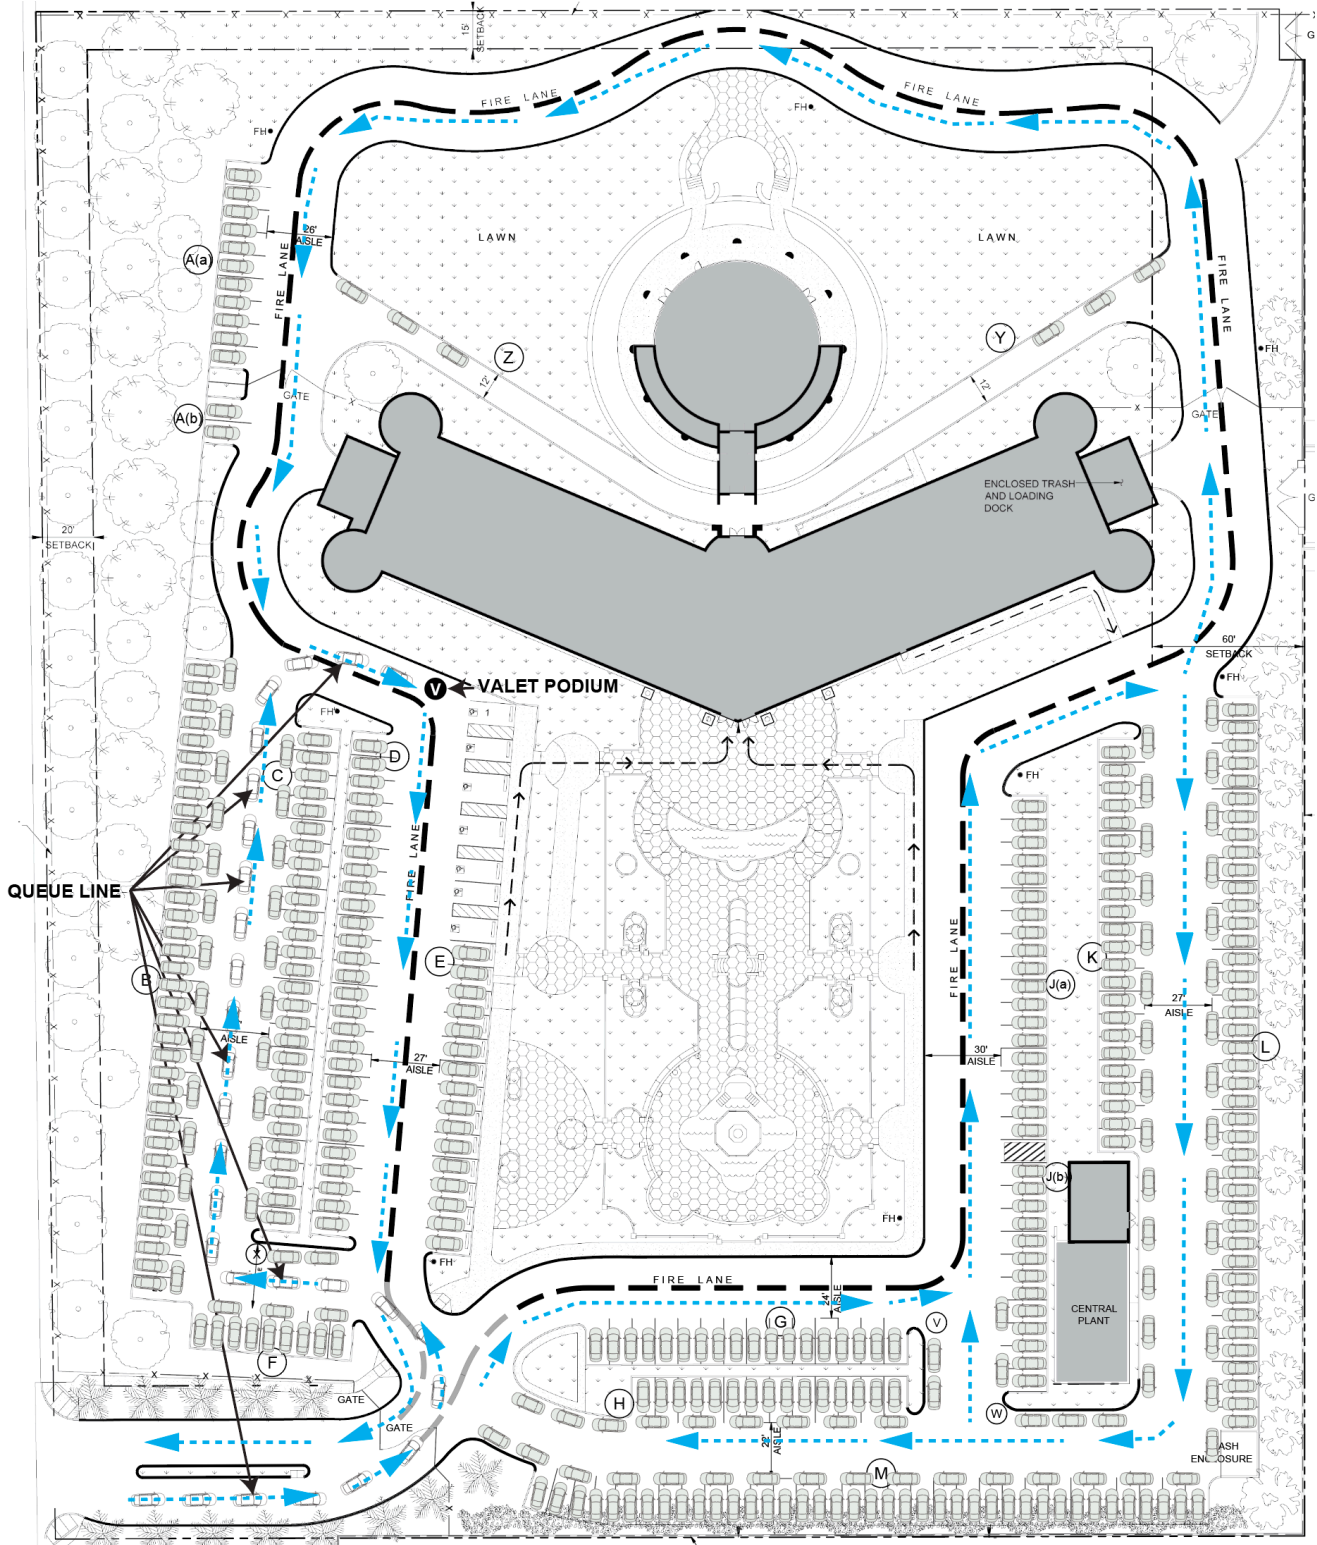 15'
SETBACK
G
FIRE LANE
FIRE LANE
FH
FH
26'
AISLE
LAWN
LAWN
A(a)
FIRE LANE
FIRE LANE
Z
Y
FH
12'
12'
GATE
GATE
A(b)
ENCLOSED TRASH
AND LOADING
DOCK
G
20'
SETBACK
60'
SETBACK
V
VALET PODIUM
FH
FH
1
D
C
FH
FIRE LANE
QUEUE LINE
FIRE LANE
E
K
B
J(a)
27'
AISLE
AISLE
L
27'
AISLE
30'
AISLE
J(b)
FH
X
FH
FIRE LANE
24'
AISLE
CENTRAL
PLANT
G
V
F
GATE
H
W
GATE
22'
AISLE
ASH
ENCLOSURE
M